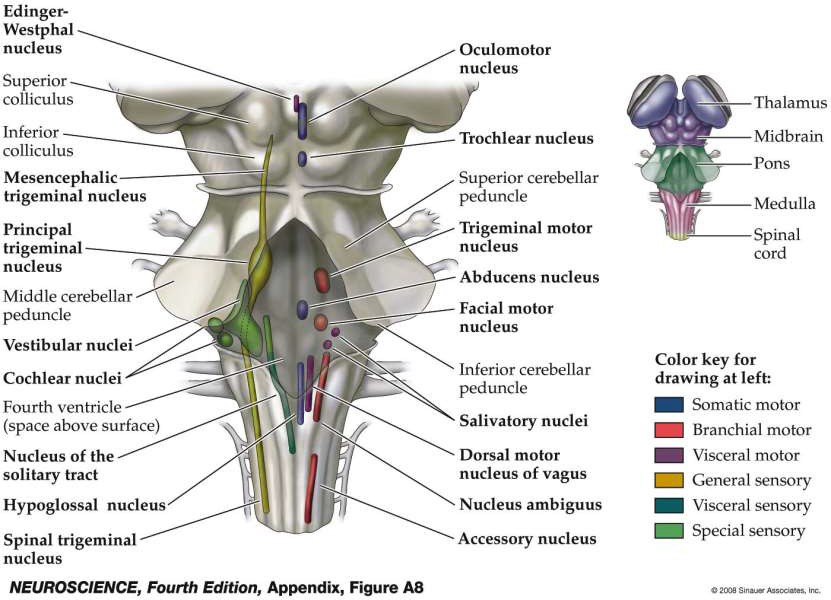 Edinger-
Westphal
nucleus
Superior
colliculus
Inferior
colliculus
Mesencephalic
trigeminal nucleus
Principal
trigeminal
nucleus
Middle cerebellar
peduncle
Vestibular nuclei
Cochlear nuclei
Fourth ventricle
(space above surface)
Nucleus of the
solitary tract
Hypoglossal nucleus
Spinal trigeminal
nucleus
Oculomotor
nucleus
Trochlear nucleus
Superior cerebellar
peduncle
Trigeminal motor
nucleus
Abducens nucleus
Facial motor
nucleus
Inferior cerebellar
peduncle
Salivatory nuclei
Dorsal motor
nucleus of vagus
Nucleus ambiguus
Accessory nucleus
Thalamus
Midbrain
Pons
Medulla
Spinal
cord
Color key for
drawing at left:
Somatic motor
Branchial motor
Visceral motor
General sensory
Visceral sensory
Special sensory
NEUROSCIENCE, Fourth Edition, Appendix, Figure A8
© 2008 Sinauer Associates, Inc.